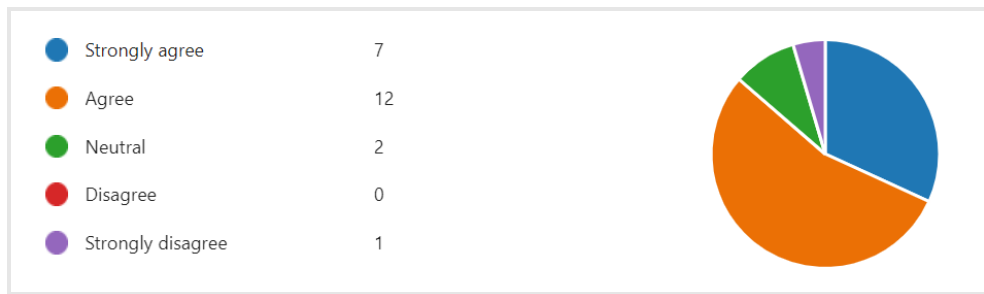 Strongly agree 7
Agree 12
Neutral 2
Disagree 0
Strongly disagree 1